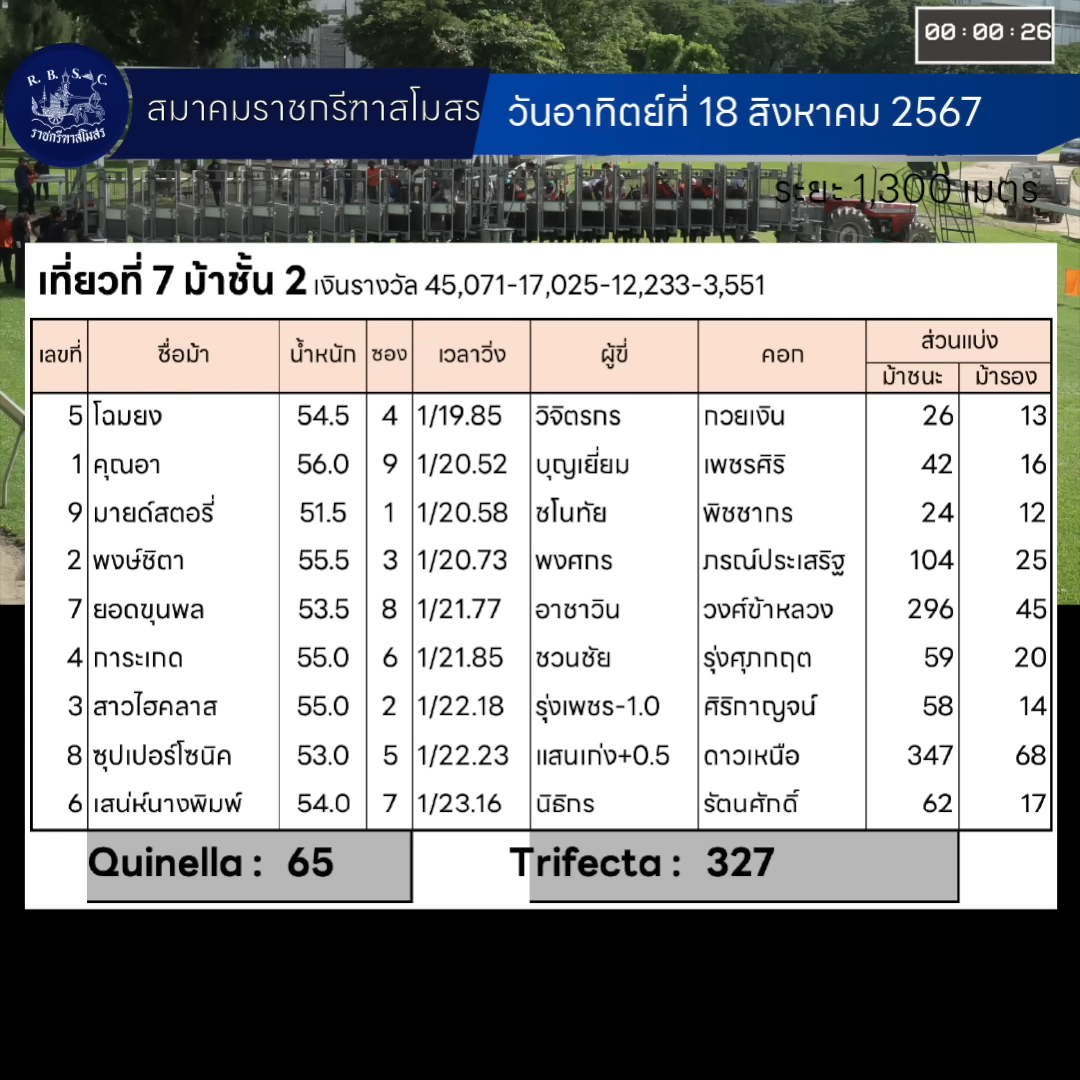 00:00:26
R. B. S. C.
ราชกรีฑาสโมสร
สมาคมราชกรีฑาสโมสร วันอาทิตย์ที่ 18 สิงหาคม 2567
ระยะ 1,300 เมตร
เที่ยวที่ 7 ม้าชั้น 2 เงินรางวัล 45,071-17,025-12,233-3,551
เลขที่ ชื่อม้า น้ำหนัก ซอง เวลาวิ่ง ผู้ขี่ คอก ส่วนแบ่ง
ม้าชนะ ม้ารอง
5 โฉมยง 54.5 4 1/19.85 วิจิตรกร กวยเงิน 26 13
1 คุณอา 56.0 9 1/20.52 บุญเยี่ยม เพชรศิริ 42 16
9 มายด์สตอรี่ 51.5 1 1/20.58 ชโนทัย พิชชากร 24 12
2 พงษ์ชิตา 55.5 3 1/20.73 พงศกร ภรณ์ประเสริฐ 104 25
7 ยอดขุนพล 53.5 8 1/21.77 อาชาวิน วงศ์ข้าหลวง 296 45
4 การะเกด 55.0 6 1/21.85 ชวนชัย รุ่งศุภกฤต 59 20
3 สาวไฮคลาส 55.0 2 1/22.18 รุ่งเพชร-1.0 ศิริกาญจน์ 58 14
8 ซุปเปอร์โซนิค 53.0 5 1/22.23 แสนเก่ง+0.5 ดาวเหนือ 347 68
6 เสน่ห์นางพิมพ์ 54.0 7 1/23.16 นิธิกร รัตนศักดิ์ 62 17
Quinella : 65 Trifecta : 327